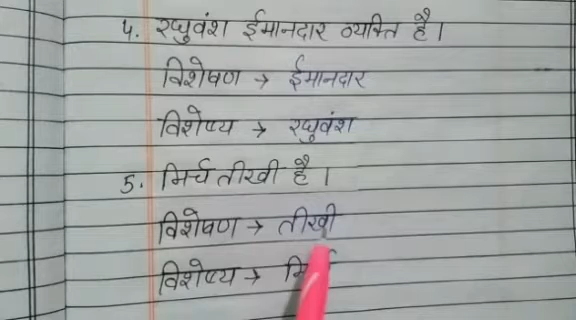 4. रघुवंश ईमानदार व्यक्ति है।
विशेषण → ईमानदार
विशेष्य → रघुवंश
5. मिर्च तीखी है।
विशेषण → तीखी
विशेष्य →